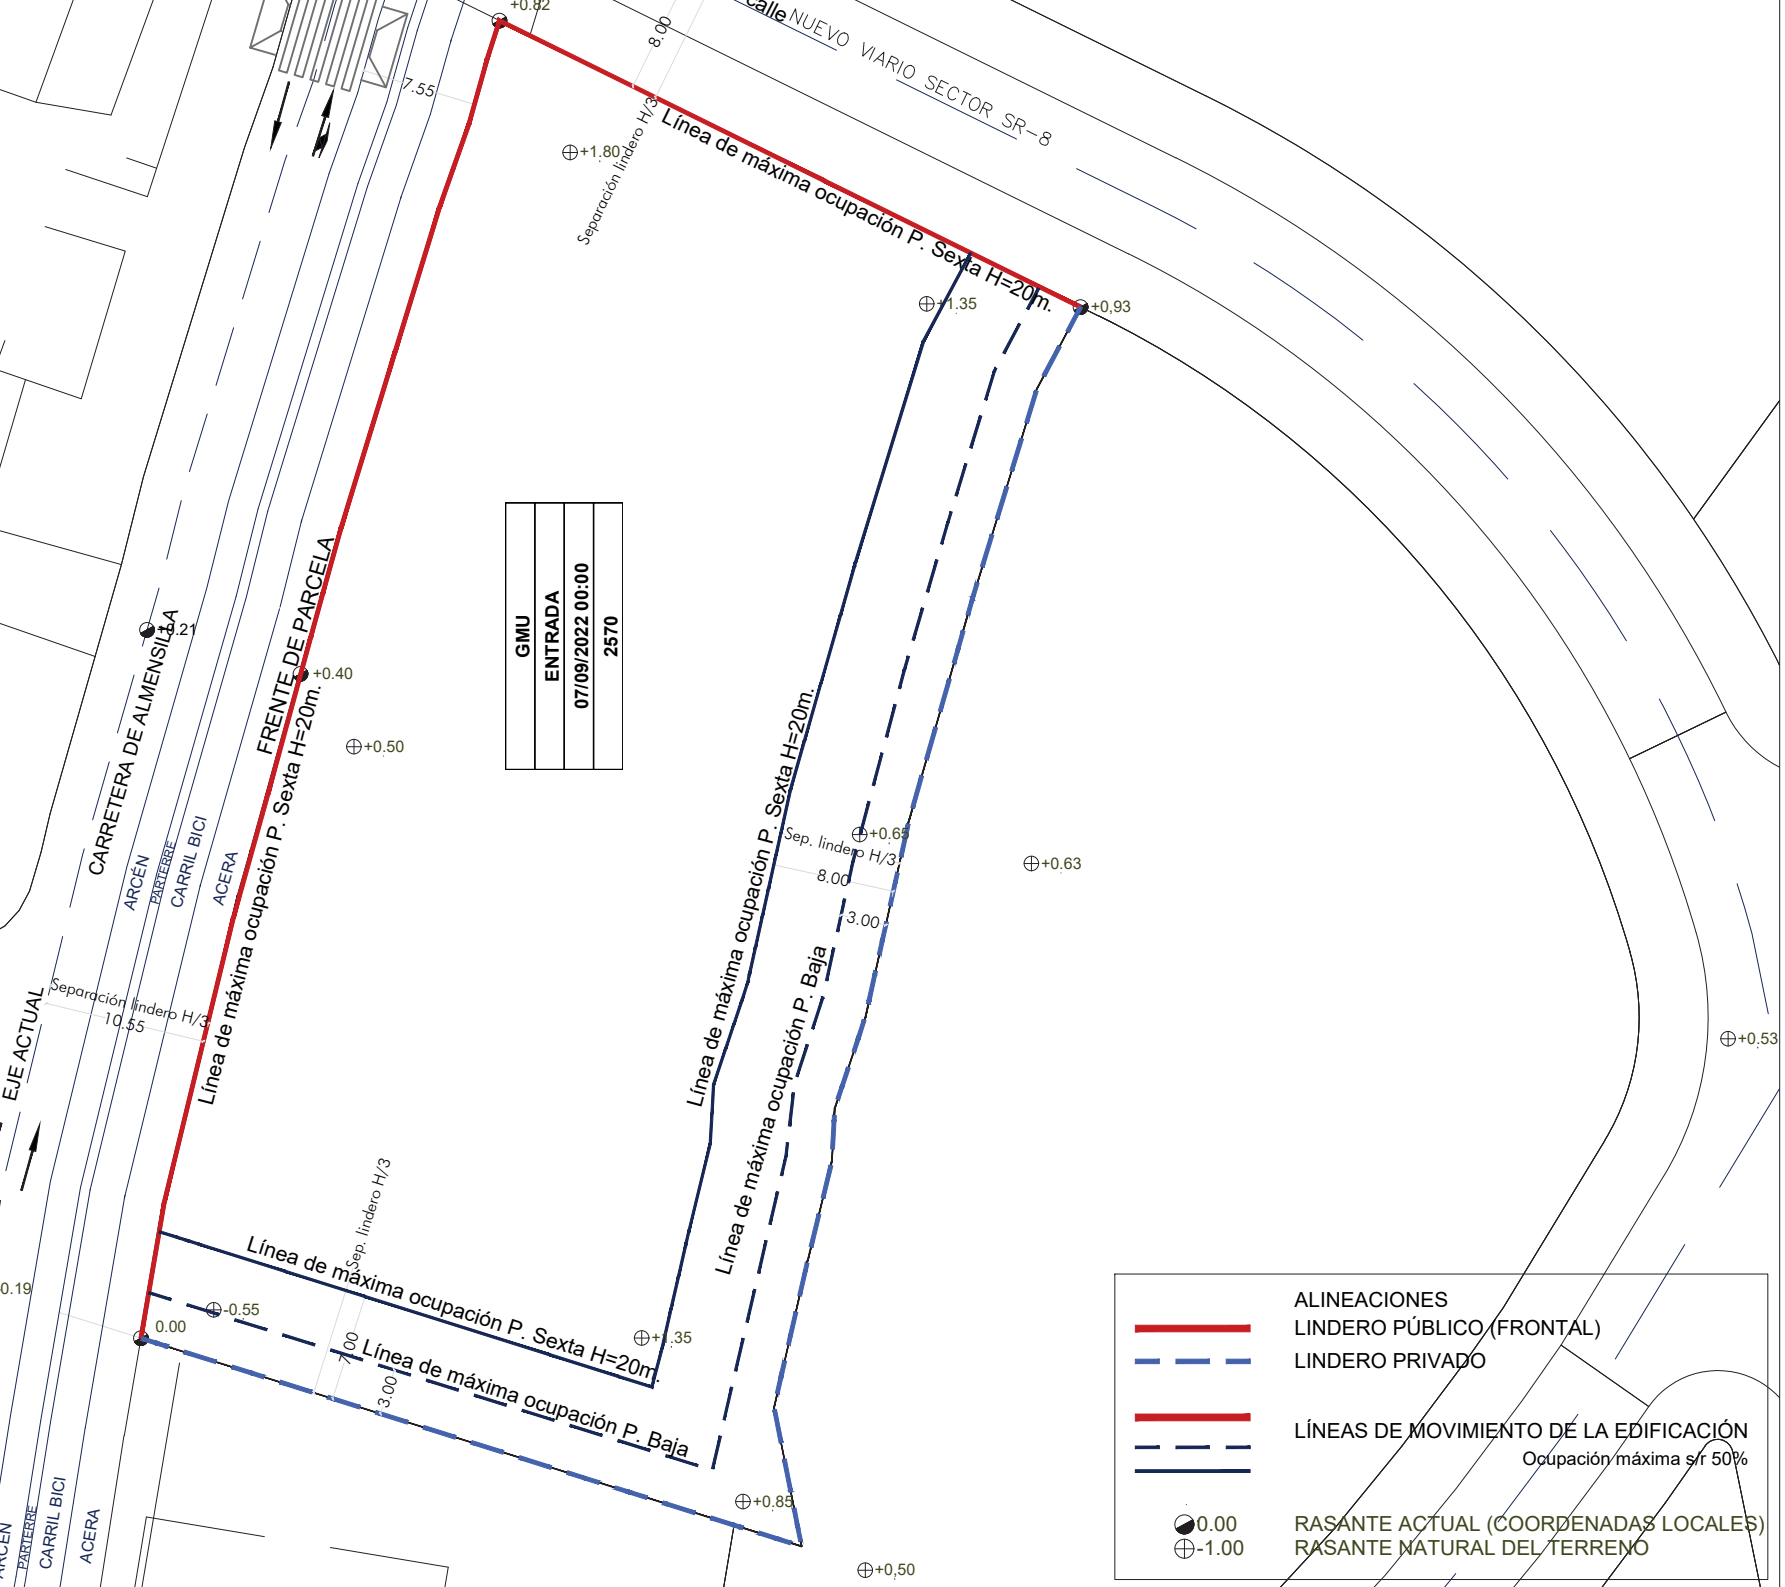 +0.82
calle NUEVO VIARIO SECTOR SR-8
8.00
7.55
Separación lindero H/3
Línea de máxima ocupación P. Sexta H=20m.
+1.80
+1.35
+0,93
GMU
ENTRADA
07/09/2022 00:00
2570
FRENTE DE PARCELA
CARRETERA DE ALMENSILLA
+0.40
+0.50
Línea de máxima ocupación P. Sexta H=20m.
ARCÉN
PARTERRE
CARRIL BICI
ACERA
Línea de máxima ocupación P. Sexta H=20m.
+0.65
Sep. lindero H/3
8.00
3.00
+0.63
Línea de máxima ocupación P. Baja
EJE ACTUAL
Separación lindero H/3
10.55
+0.53
Sep. lindero H/3
Línea de máxima ocupación P. Sexta H=20m.
0.19
-0.55
0.00
+1.35
7.00
3.00
Línea de máxima ocupación P. Baja
+0.85
+0,50
ARCÉN
PARTERRE
CARRIL BICI
ACERA
ALINEACIONES
LINDERO PÚBLICO (FRONTAL)
LINDERO PRIVADO
LÍNEAS DE MOVIMIENTO DE LA EDIFICACIÓN
Ocupación máxima s/r 50%
0.00 RASANTE ACTUAL (COORDENADAS LOCALES)
-1.00 RASANTE NATURAL DEL TERRENO